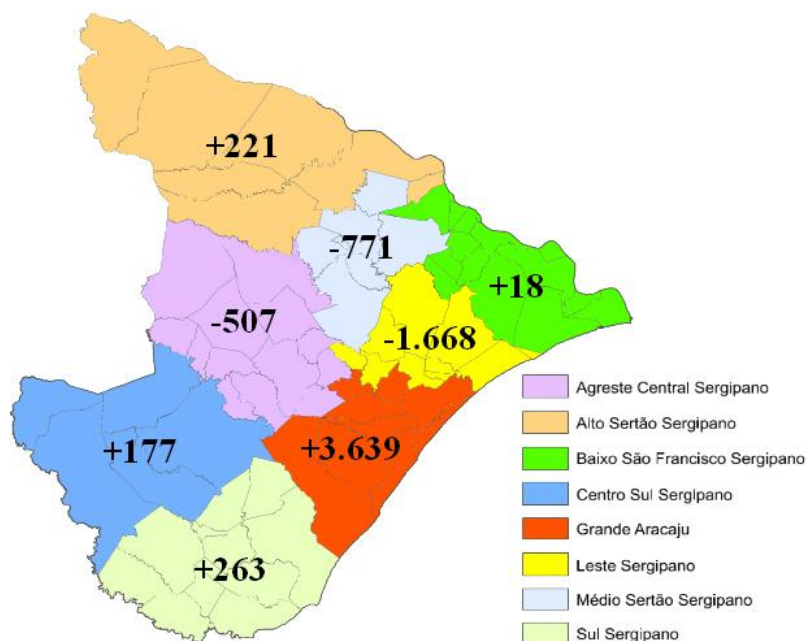 +221
-771
+18
-507
-1.668
+177
+3.639
+263
Agreste Central Sergipano
Alto Sertão Sergipano
Baixo São Francisco Sergipano
Centro Sul Sergipano
Grande Aracaju
Leste Sergipano
Médio Sertão Sergipano
Sul Sergipano